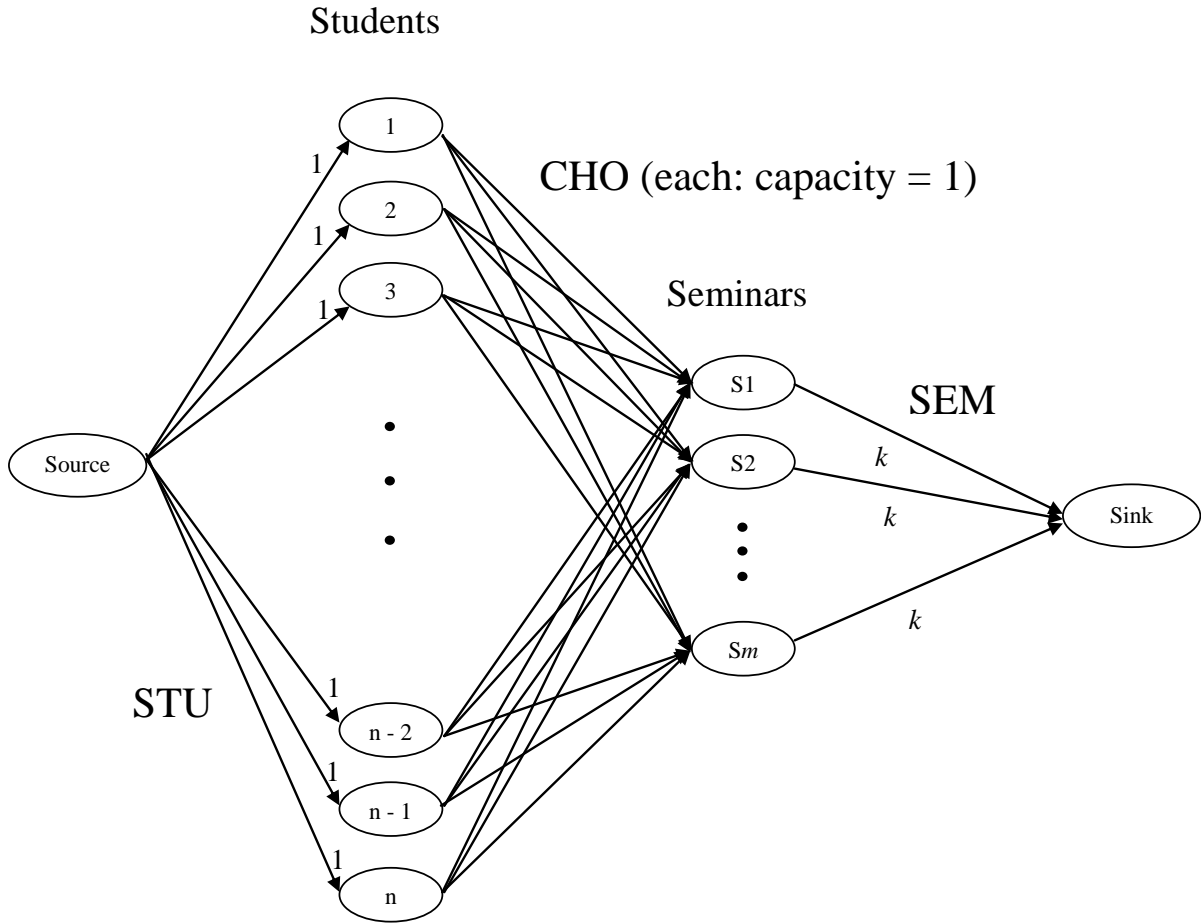 Students
1
1
CHO (each: capacity = 1)
2
1
3
1
Seminars
S1
SEM
k
Source
S2
k
Sink
Sm
k
STU
1
n - 2
1
n - 1
1
n